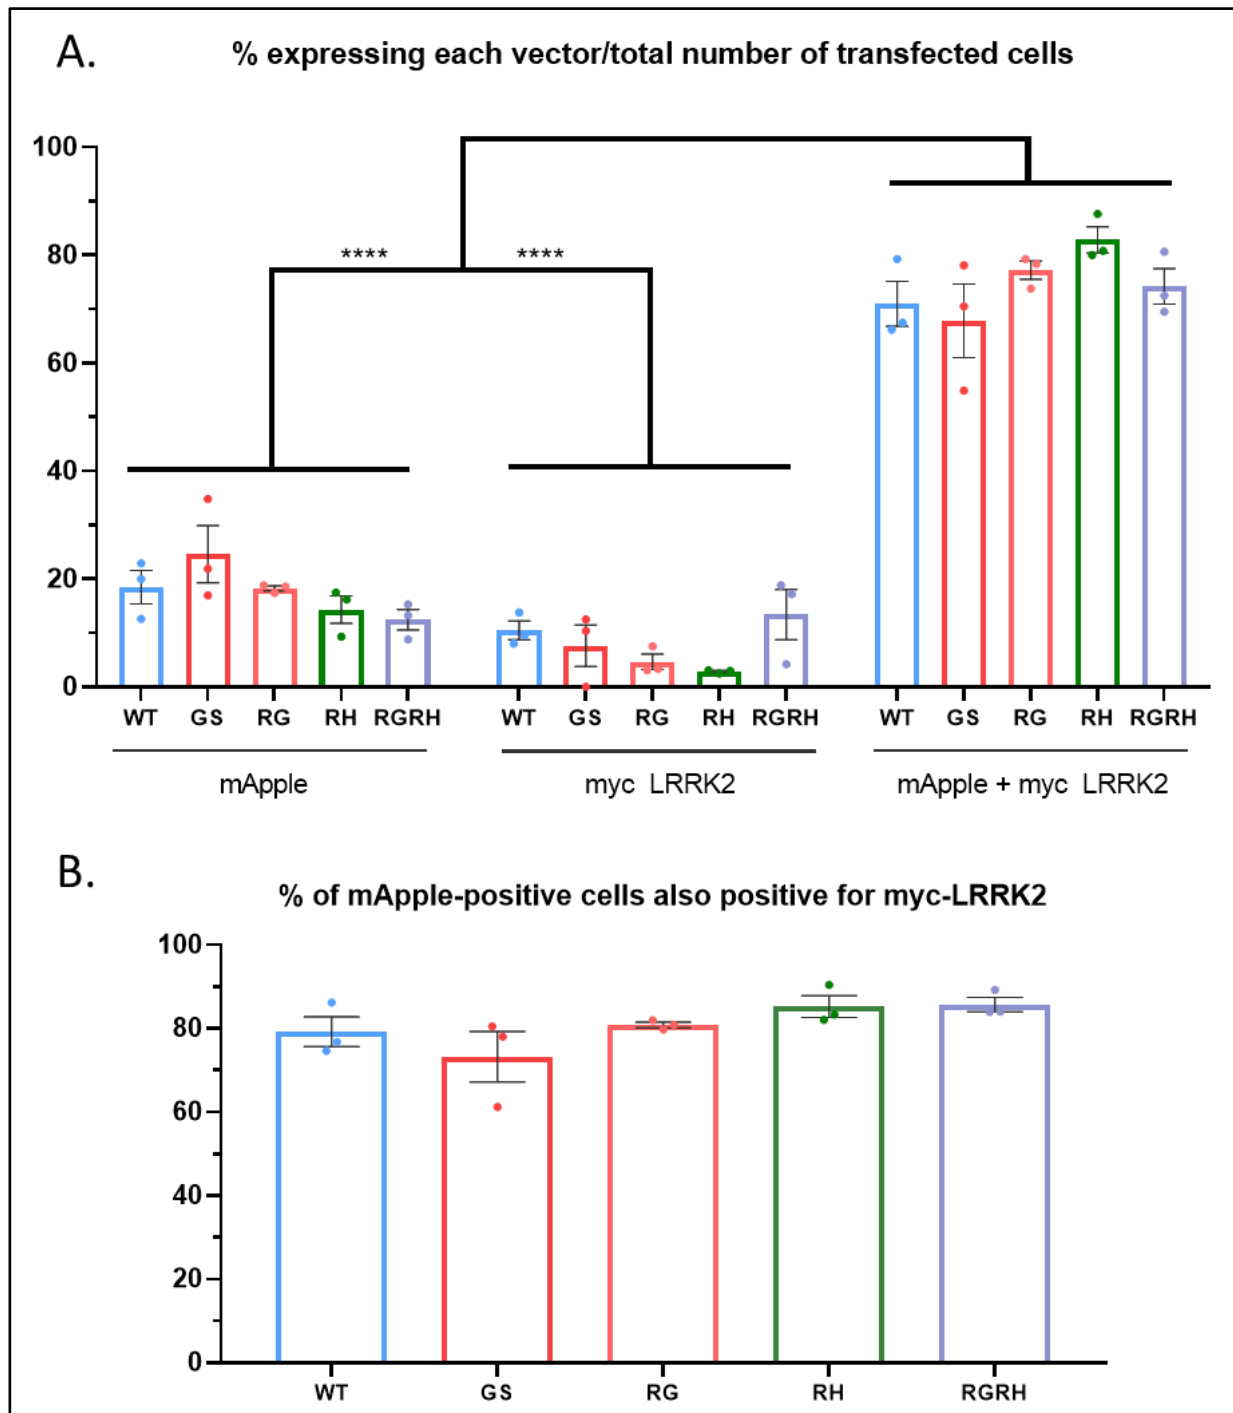 A.
% expressing each vector/total number of transfected cells
100
80
60
40
20
0
**** ****
WT GS RG RH RGRH WT GS RG RH RGRH WT GS RG RH RGRH
mApple myc LRRK2 mApple + myc LRRK2
B.
% of mApple-positive cells also positive for myc-LRRK2
100
80
60
40
20
0
WT GS RG RH RGRH